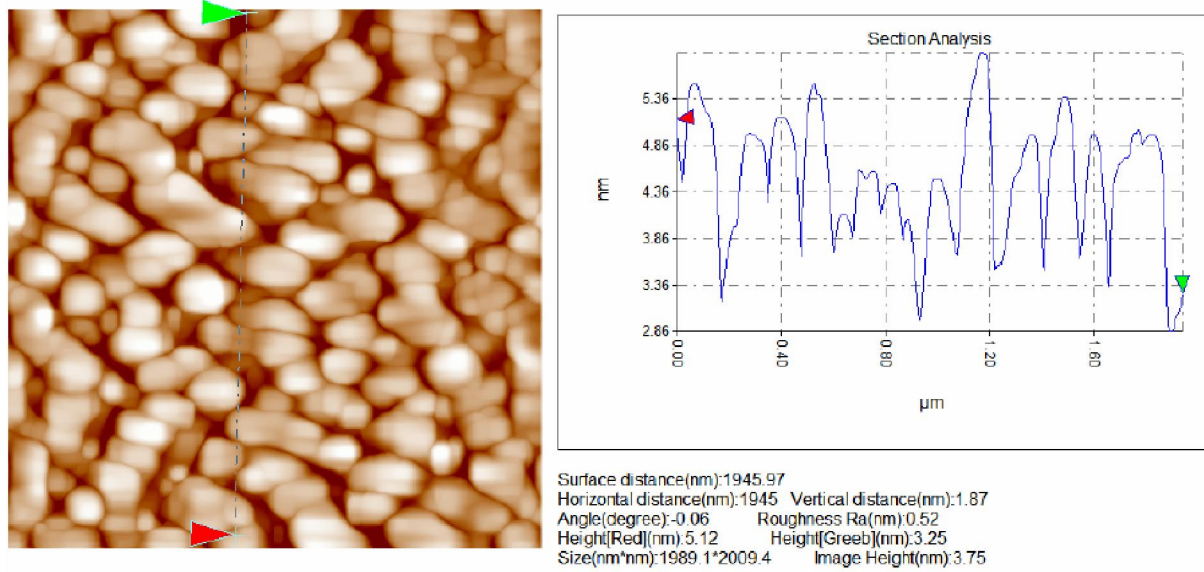 Section Analysis
5.36
4.86
4.36
3.86
3.36
2.86
nm
0.00
0.40
0.80
1.20
1.60
µm
Surface distance(nm):1945.97
Horizontal distance(nm):1945 Vertical distance(nm):1.87
Angle(degree):-0.06 Roughness Ra(nm):0.52
Height[Red](nm):5.12 Height[Greeb](nm):3.25
Size(nm*nm):1989.1*2009.4 Image Height(nm):3.75